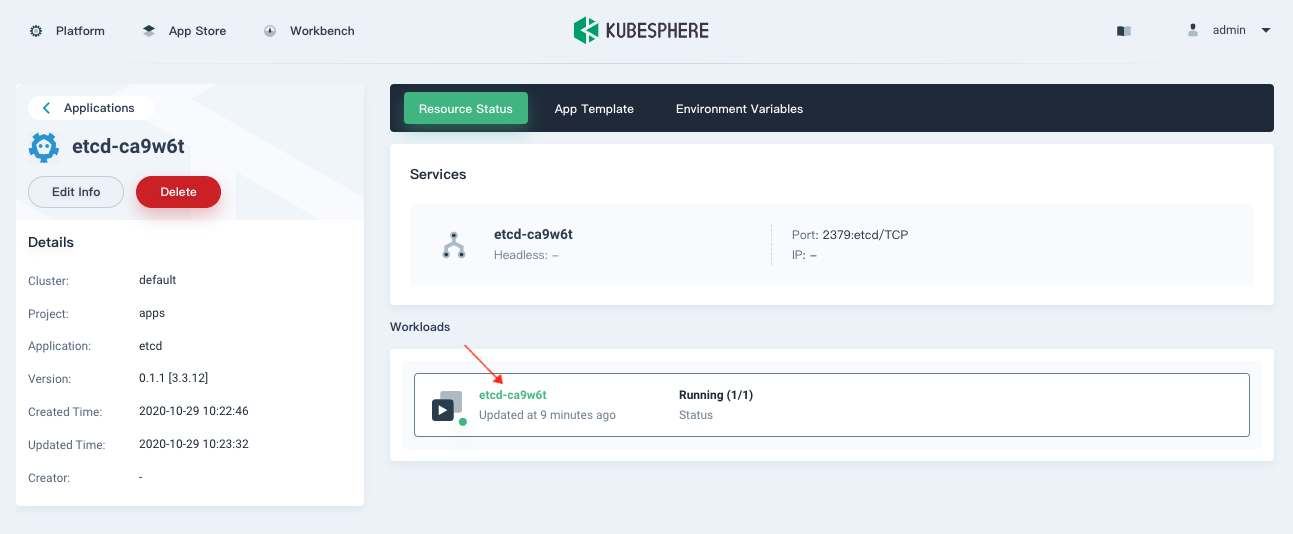 Platform
App Store
Workbench
KUBESPHERE
admin
Applications
etcd-ca9w6t
Edit Info
Delete
Details
Cluster: default
Project: apps
Application: etcd
Version: 0.1.1 [3.3.12]
Created Time: 2020-10-29 10:22:46
Updated Time: 2020-10-29 10:23:32
Creator: -
Resource Status
App Template
Environment Variables
Services
etcd-ca9w6t
Headless: –
Port: 2379:etcd/TCP
IP: –
Workloads
etcd-ca9w6t
Updated at 9 minutes ago
Running (1/1)
Status